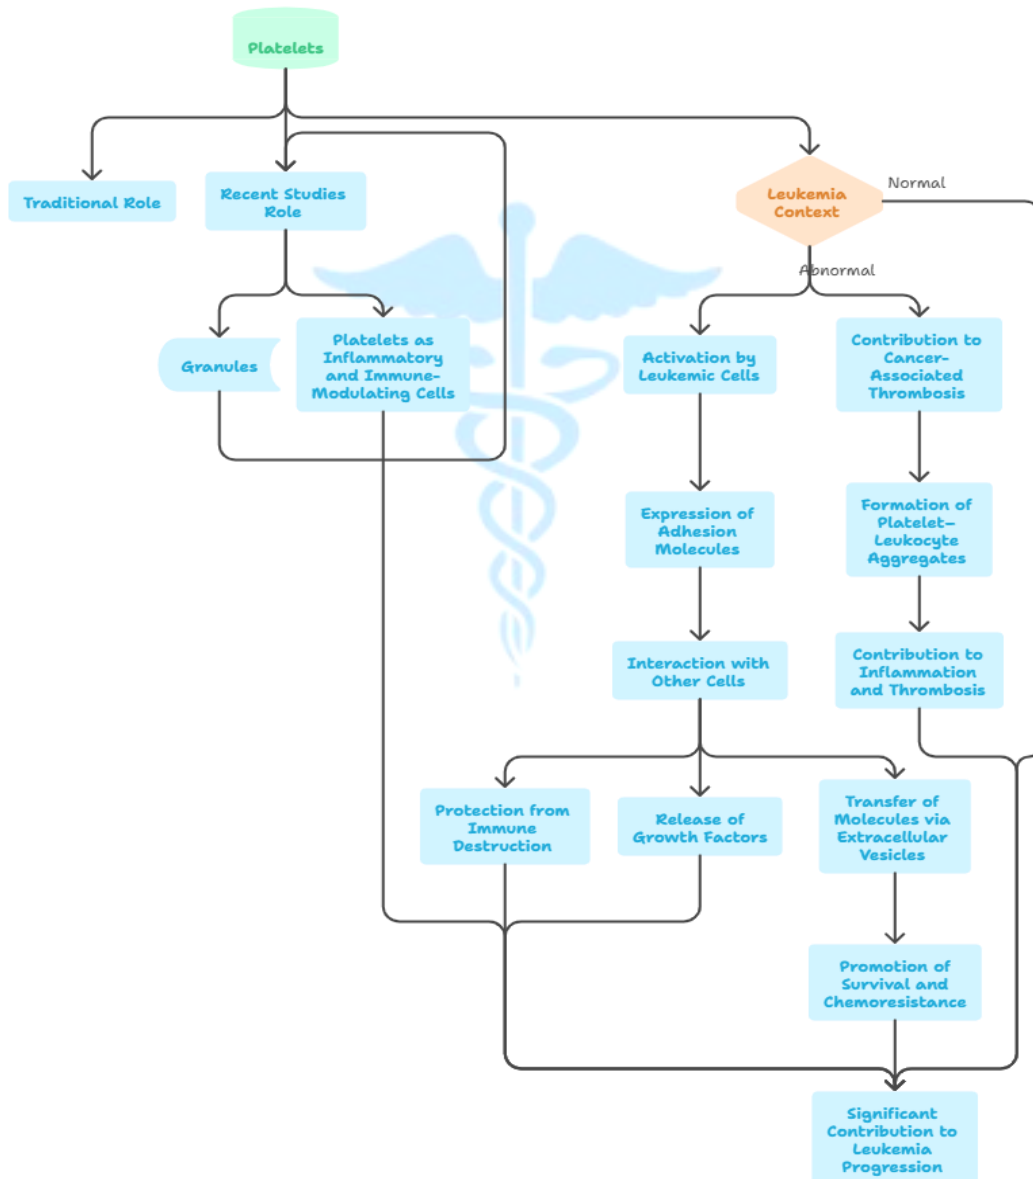 Platelets
Traditional Role
Recent Studies
Role
Leukemia
Context
Normal
Abnormal
Granules
Platelets as
Inflammatory
and Immune-
Modulating Cells
Activation by
Leukemic Cells
Contribution to
Cancer-
Associated
Thrombosis
Expression of
Adhesion
Molecules
Formation of
Platelet-
Leukocyte
Aggregates
Interaction with
Other Cells
Contribution to
Inflammation
and Thrombosis
Protection from
Immune
Destruction
Release of
Growth Factors
Transfer of
Molecules via
Extracellular
Vesicles
Promotion of
Survival and
Chemoresistance
Significant
Contribution to
Leukemia
Progression